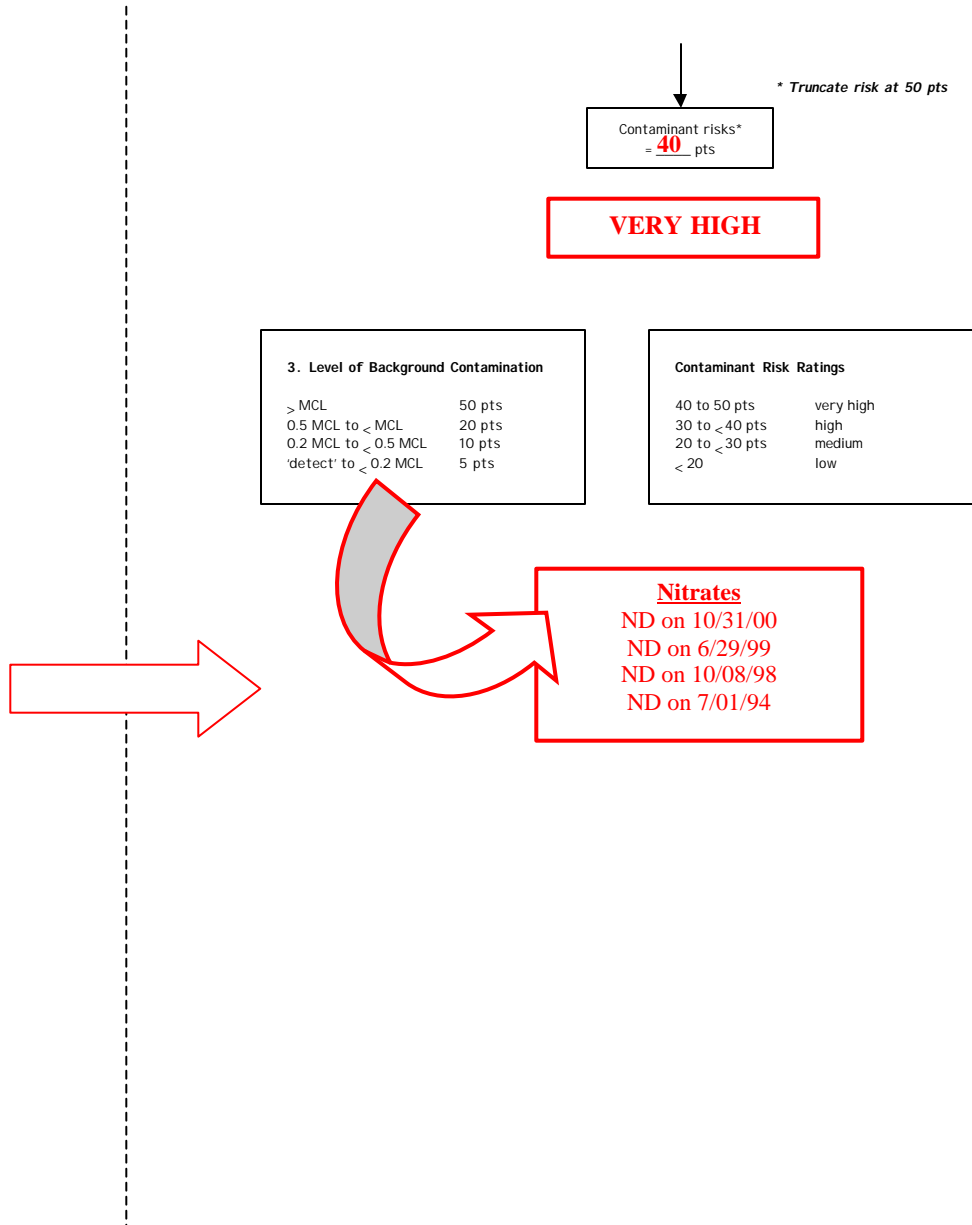 * Truncate risk at 50 pts
Contaminant risks*
= 40 pts
VERY HIGH
3. Level of Background Contamination
> MCL 50 pts
0.5 MCL to < MCL 20 pts
0.2 MCL to < 0.5 MCL 10 pts
‘detect’ to < 0.2 MCL 5 pts
Contaminant Risk Ratings
40 to 50 pts very high
30 to < 40 pts high
20 to < 30 pts medium
< 20 low
Nitrates
ND on 10/31/00
ND on 6/29/99
ND on 10/08/98
ND on 7/01/94